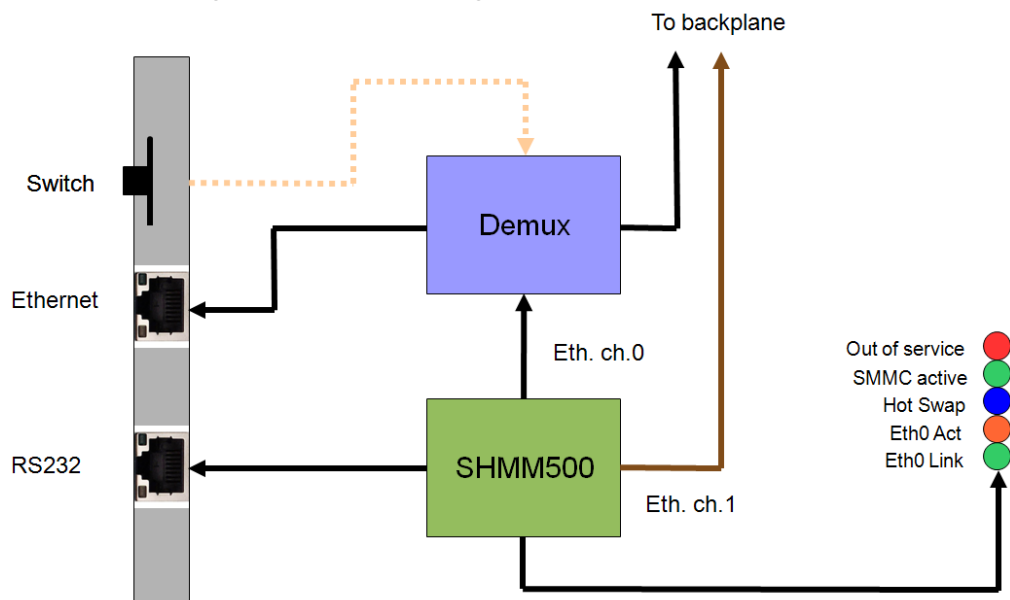 To backplane
Switch
Demux
Ethernet
Eth. ch.0
Out of service
SMMC active
Hot Swap
Eth0 Act
Eth0 Link
RS232
SHMM500
Eth. ch.1